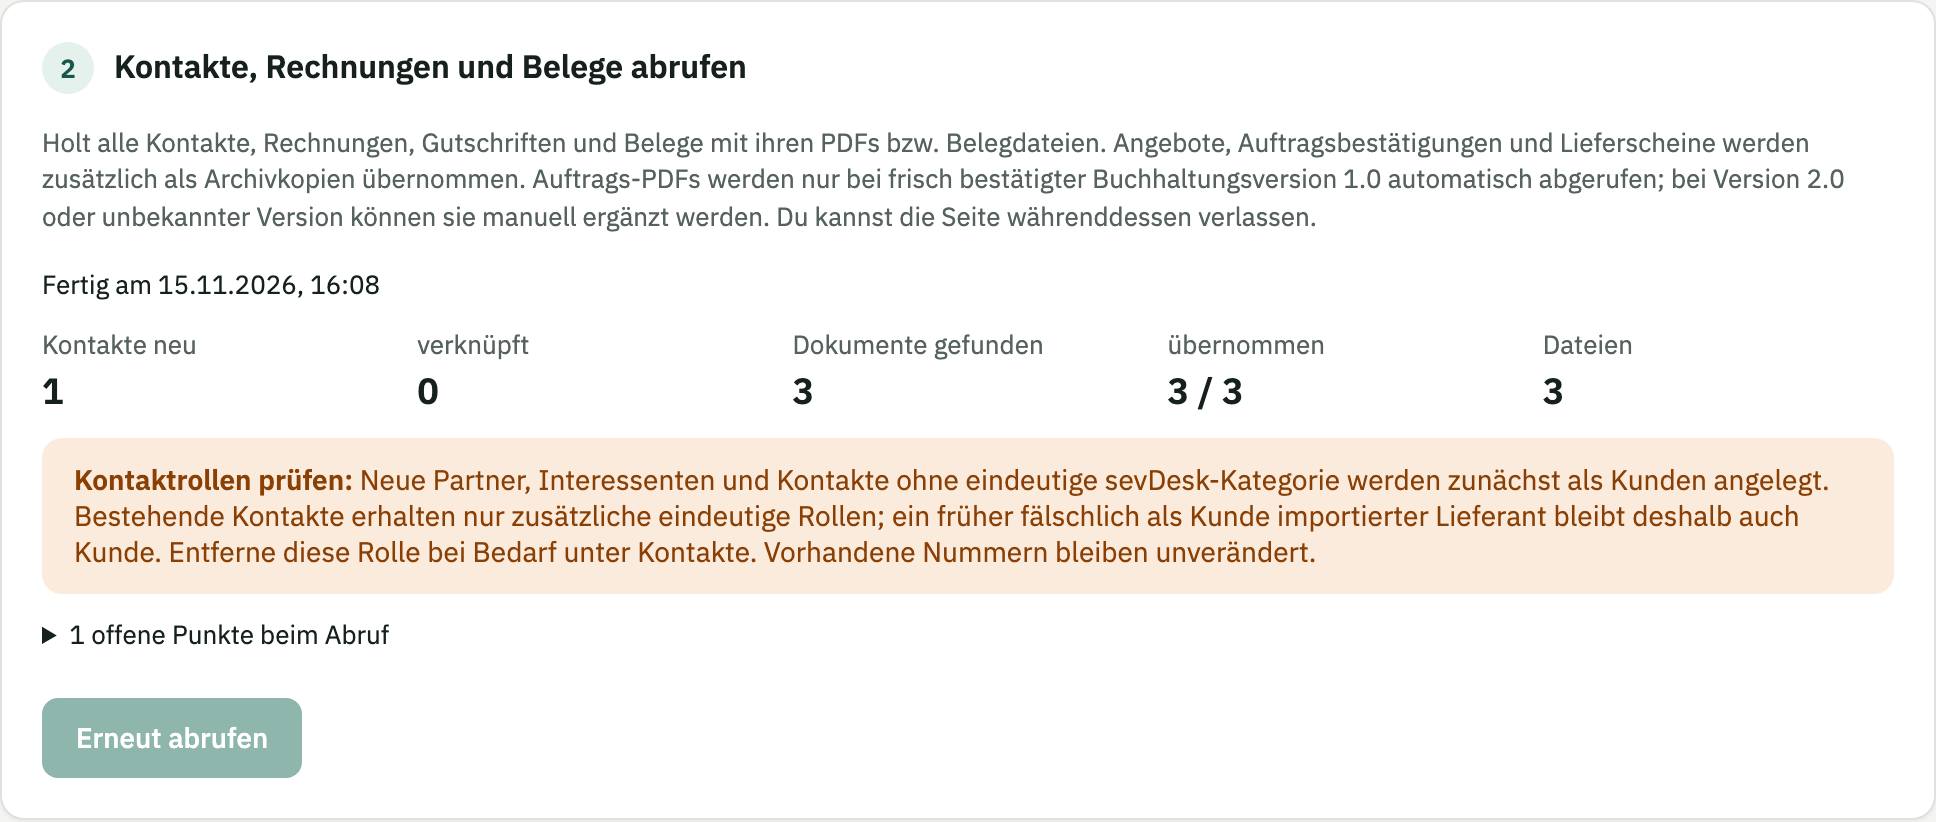 2
Kontakte, Rechnungen und Belege abrufen
Holt alle Kontakte, Rechnungen, Gutschriften und Belege mit ihren PDFs bzw. Belegdateien. Angebote, Auftragsbestätigungen und Lieferscheine werden
zusätzlich als Archivkopien übernommen. Auftrags-PDFs werden nur bei frisch bestätigter Buchhaltungsversion 1.0 automatisch abgerufen; bei Version 2.0
oder unbekannter Version können sie manuell ergänzt werden. Du kannst die Seite währenddessen verlassen.
Fertig am 15.11.2026, 16:08
Kontakte neu
1
verknüpft
0
Dokumente gefunden
3
übernommen
3 / 3
Dateien
3
Kontaktrollen prüfen: Neue Partner, Interessenten und Kontakte ohne eindeutige sevDesk-Kategorie werden zunächst als Kunden angelegt.
Bestehende Kontakte erhalten nur zusätzliche eindeutige Rollen; ein früher fälschlich als Kunde importierter Lieferant bleibt deshalb auch
Kunde. Entferne diese Rolle bei Bedarf unter Kontakte. Vorhandene Nummern bleiben unverändert.
1 offene Punkte beim Abruf
Erneut abrufen